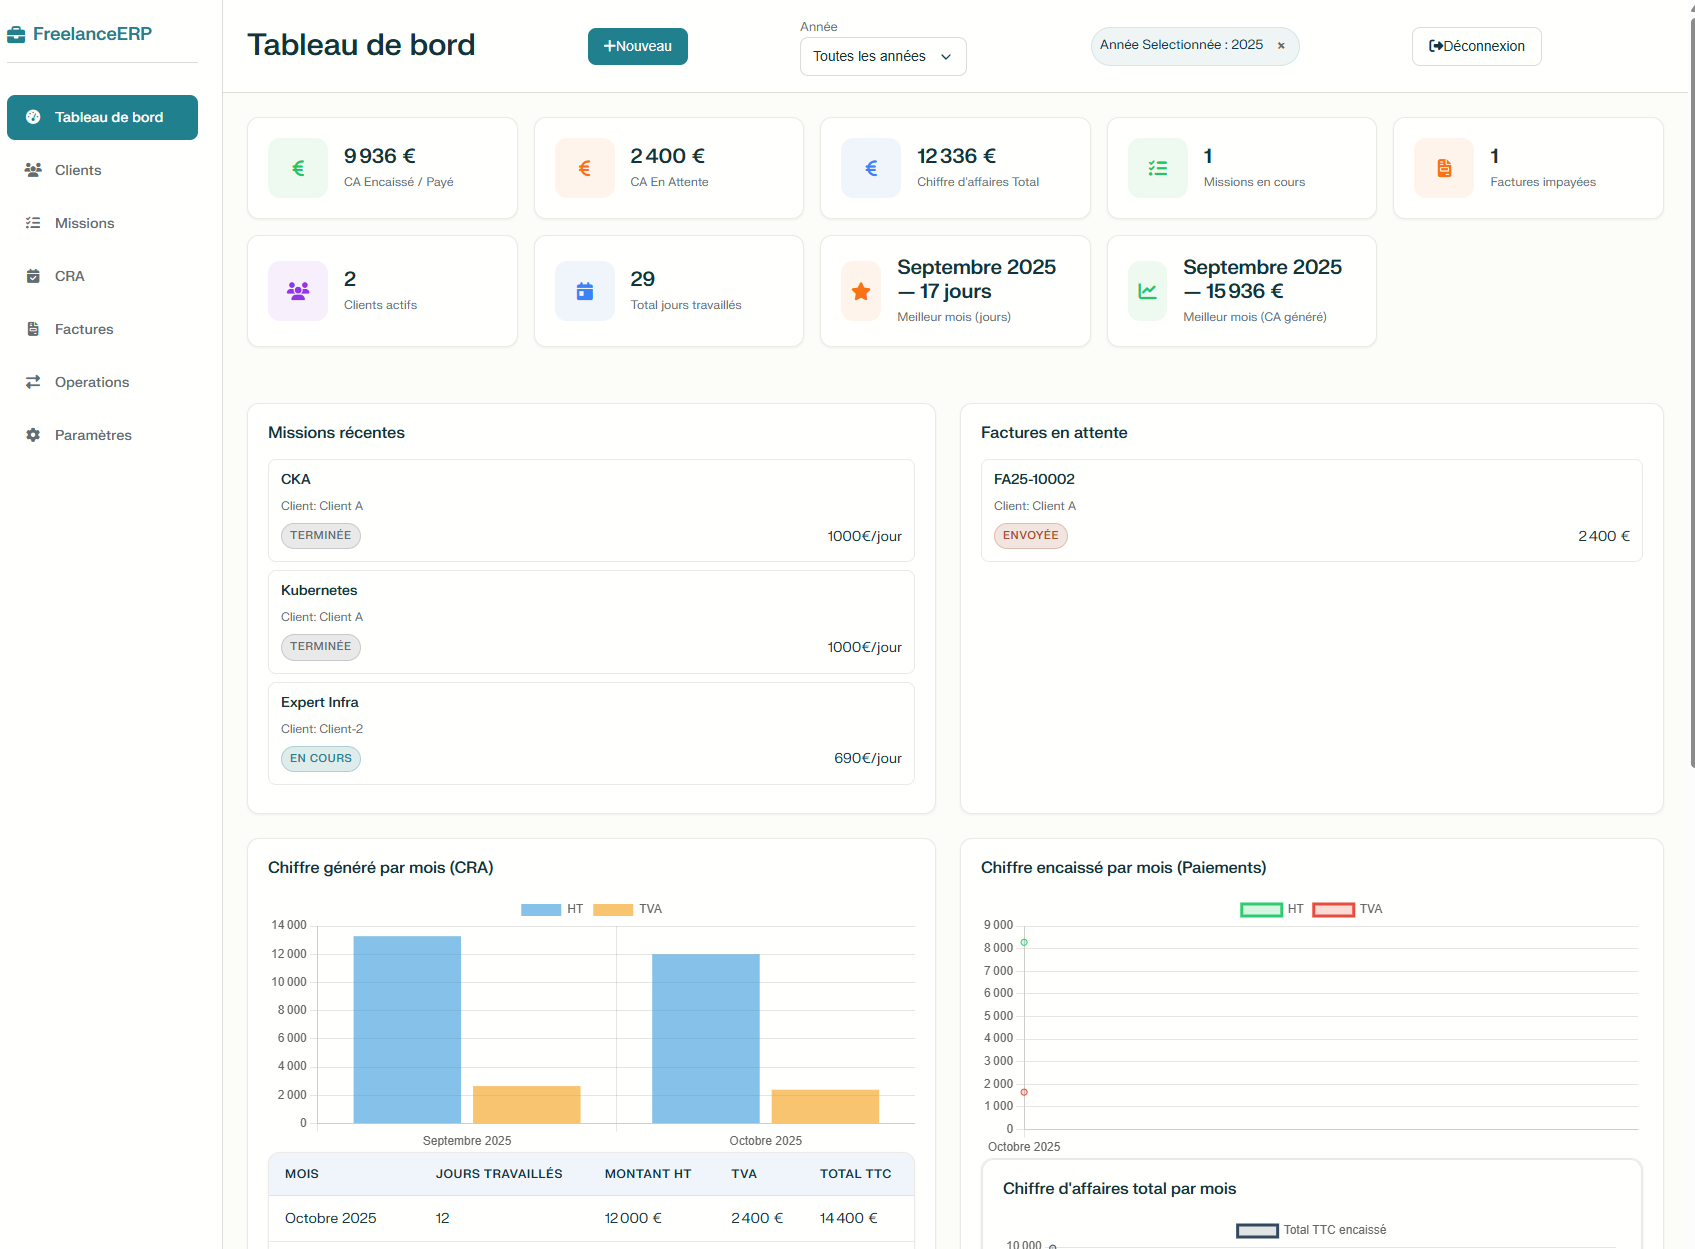 FreelanceERP
Tableau de bord
Clients
Missions
CRA
Factures
Operations
Paramètres
Tableau de bord
+Nouveau
Année
Toutes les années
Année Selectionnée : 2025 ×
Déconnexion
9 936 €
CA Encaissé / Payé
2 400 €
CA En Attente
12 336 €
Chiffre d'affaires Total
1
Missions en cours
1
Factures impayées
2
Clients actifs
29
Total jours travaillés
Septembre 2025
— 17 jours
Meilleur mois (jours)
Septembre 2025
— 15 936 €
Meilleur mois (CA généré)
Missions récentes
CKA
Client: Client A
TERMINÉE
1000€/jour
Kubernetes
Client: Client A
TERMINÉE
1000€/jour
Expert Infra
Client: Client-2
EN COURS
690€/jour
Factures en attente
FA25-10002
Client: Client A
ENVOYÉE
2 400 €
Chiffre généré par mois (CRA)
HT TVA
14 000
12 000
10 000
8 000
6 000
4 000
2 000
0
Septembre 2025 Octobre 2025
MOIS JOURS TRAVAILLÉS MONTANT HT TVA TOTAL TTC
Octobre 2025 12 12 000 € 2 400 € 14 400 €
Chiffre encaissé par mois (Paiements)
HT TVA
9 000
8 000
7 000
6 000
5 000
4 000
3 000
2 000
1 000
0
Octobre 2025
Chiffre d'affaires total par mois
Total TTC encaissé
10 000